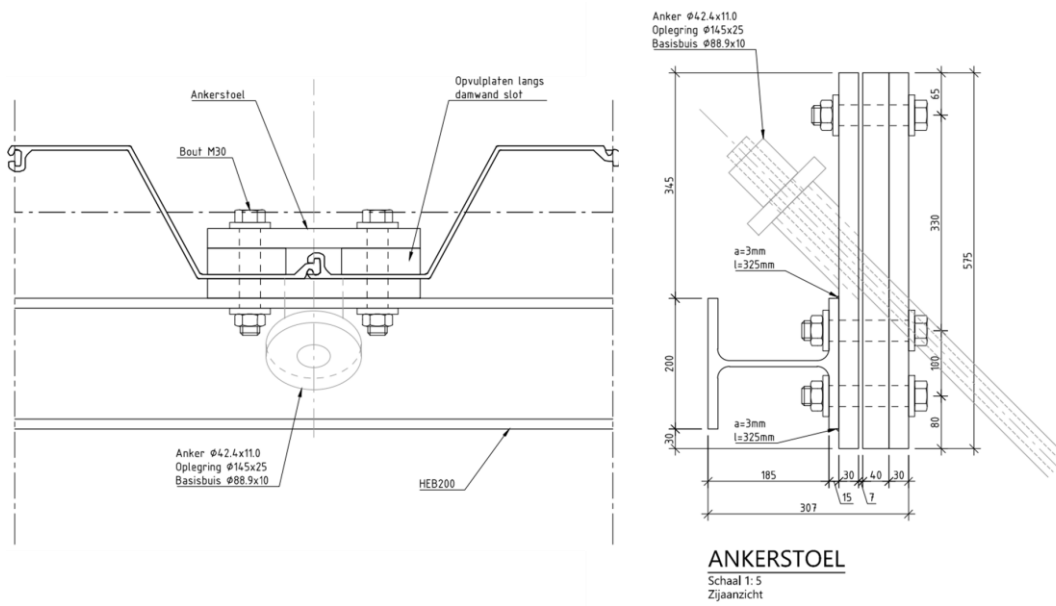 Ankerstoel
Opvulplaten langs
damwand slot
Bout M30
Anker Ø42.4x11.0
Oplegring Ø145x25
Basisbuis Ø88.9x10
HEB200
Anker Ø42.4x11.0
Oplegring Ø145x25
Basisbuis Ø88.9x10
65
345
330
575
a=3mm
l=325mm
200
100
a=3mm
l=325mm
30
80
185
30
40
30
15
7
307
ANKERSTOEL
Schaal 1: 5
Zijaanzicht